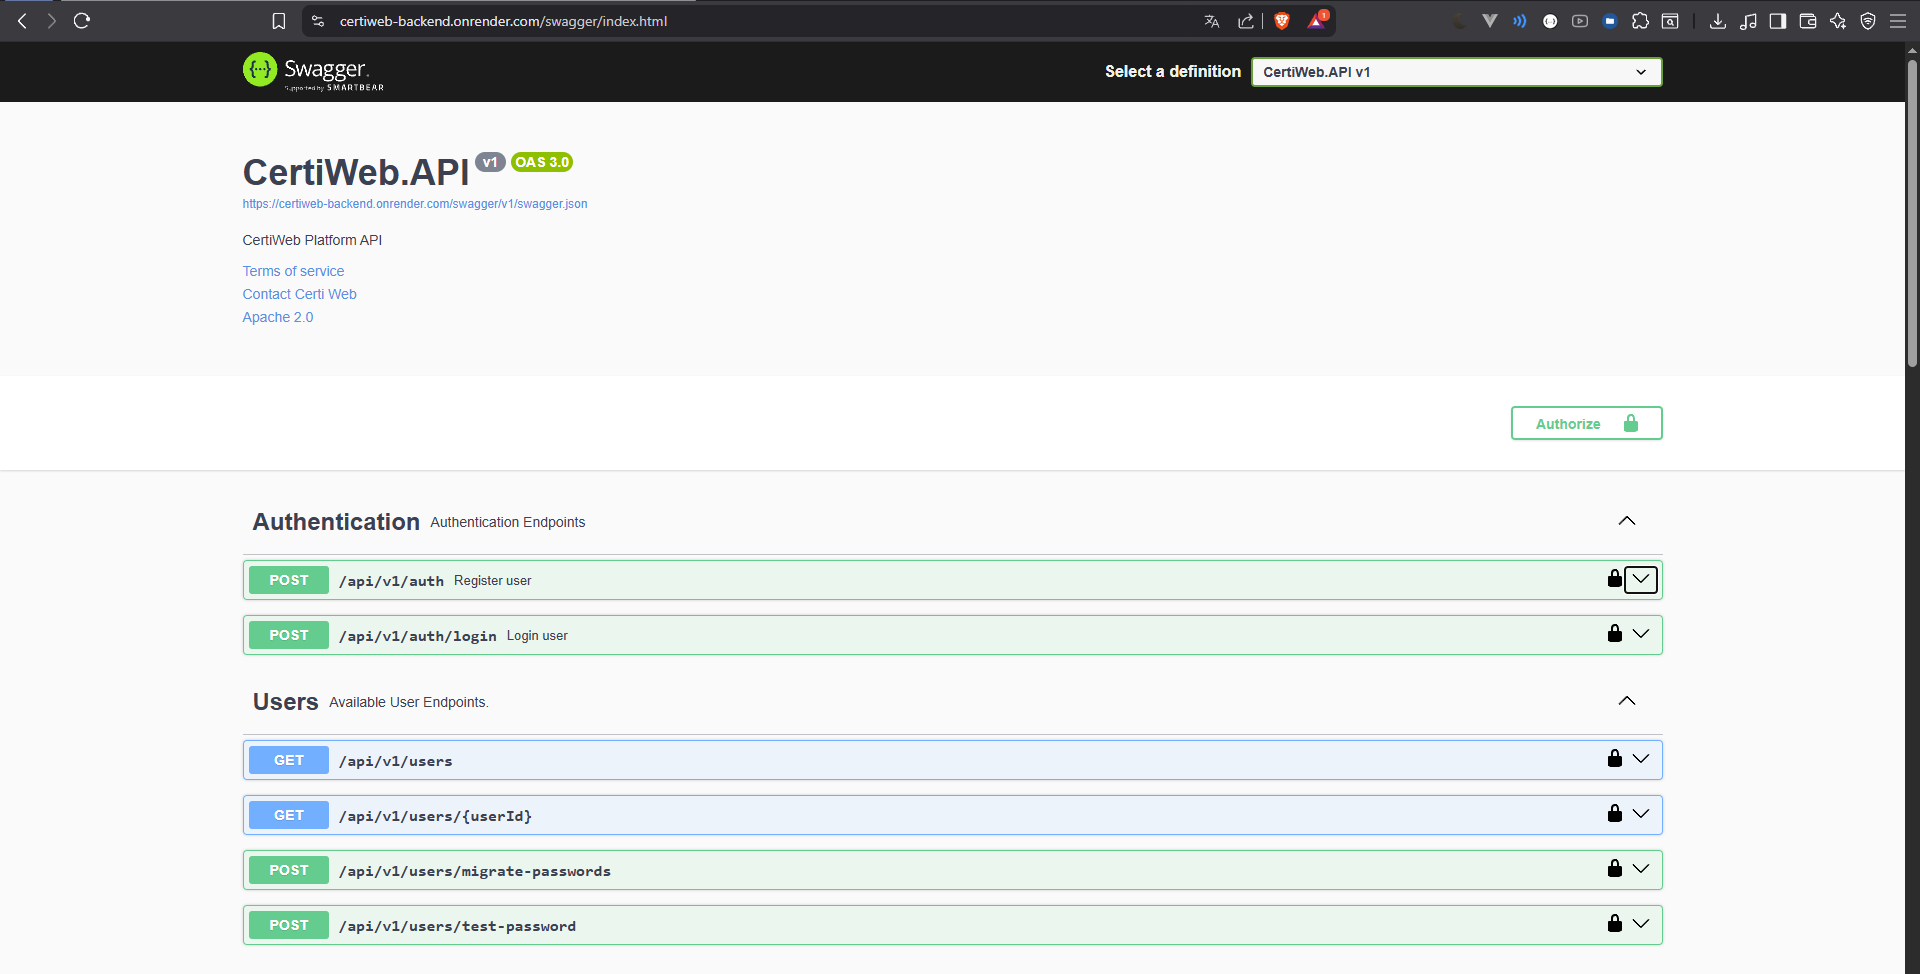 certiweb-backend.onrender.com/swagger/index.html
1
Swagger.
Supported by SMARTBEAR
Select a definition
CertiWeb.API v1
CertiWeb.API v1 OAS 3.0
https://certiweb-backend.onrender.com/swagger/v1/swagger.json
CertiWeb Platform API
Terms of service
Contact Certi Web
Apache 2.0
Authorize
Authentication Authentication Endpoints
POST /api/v1/auth Register user
POST /api/v1/auth/login Login user
Users Available User Endpoints.
GET /api/v1/users
GET /api/v1/users/{userId}
POST /api/v1/users/migrate-passwords
POST /api/v1/users/test-password